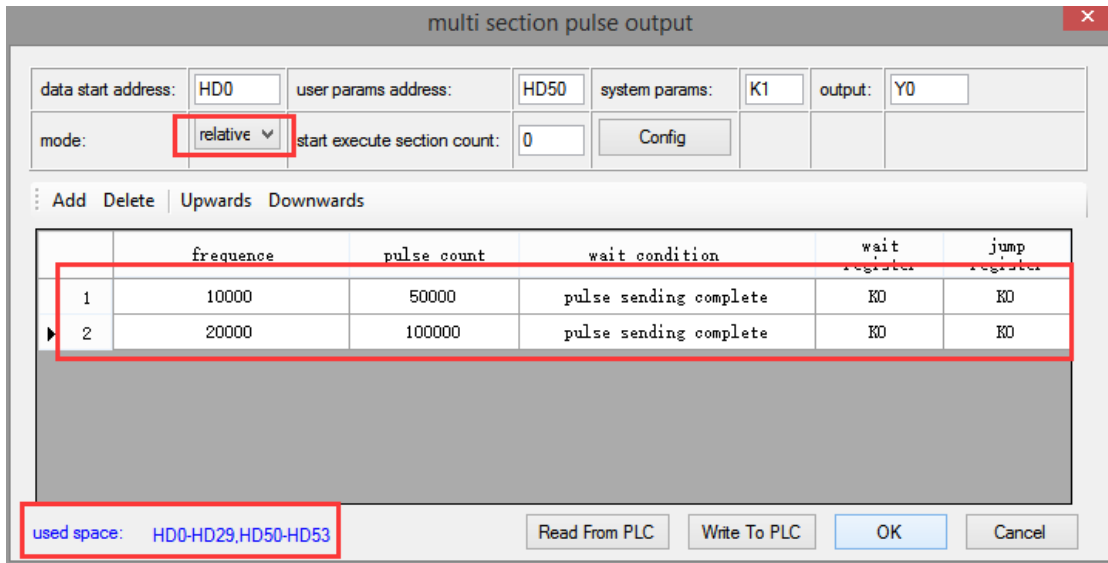 multi section pulse output
data start address: HD0 user params address: HD50 system params: K1 output: Y0
mode: relative start execute section count: 0 Config
Add Delete Upwards Downwards
frequence pulse count wait condition wait register jump register
1 10000 50000 pulse sending complete K0 K0
2 20000 100000 pulse sending complete K0 K0
used space: HD0-HD29,HD50-HD53 Read From PLC Write To PLC OK Cancel